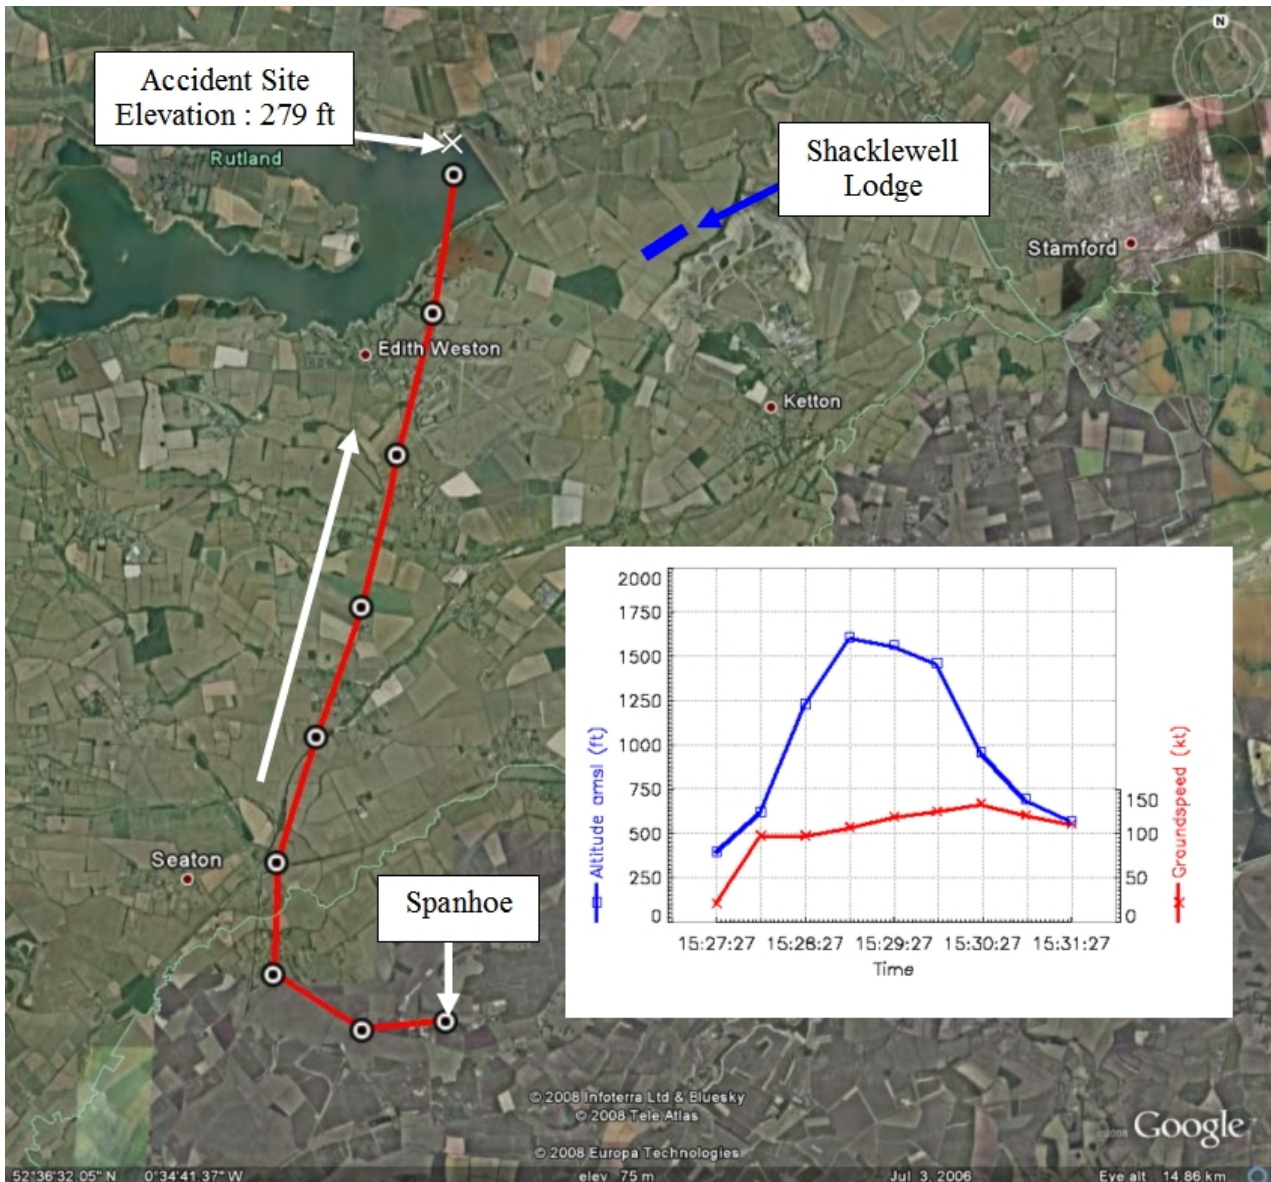 N
Accident Site
Elevation : 279 ft
Rutland
Shacklewell
Lodge
Stamford
Edith Weston
Ketton
Seaton
Spanhoe
2000
1750
1500
1250
1000
750
500
250
0
Altitude amsl (ft)
150
100
50
0
Groundspeed (kt)
15:27:27 15:28:27 15:29:27 15:30:27 15:31:27
Time
© 2008 Infoterra Ltd & Bluesky
© 2008 Tele Atlas
© 2008 Europa Technologies
©2008 Google
52°36'32.05" N 0°34'41.37" W elev 75 m Jul 3, 2006 Eye alt 14.86 km